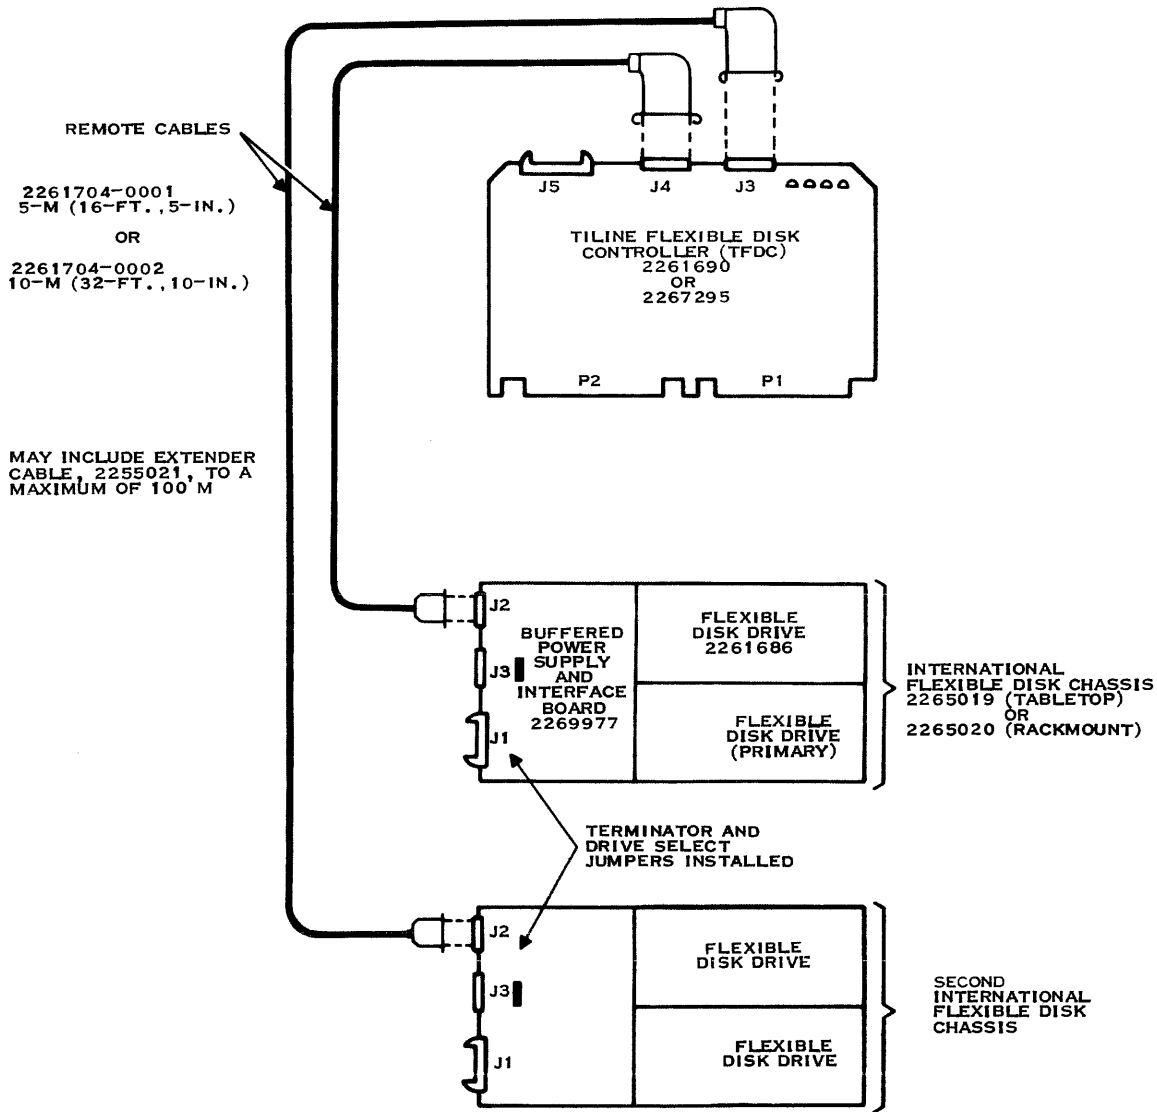 REMOTE CABLES
2261704-0001
5-M (16-FT.,5-IN.)
OR
2261704-0002
10-M (32-FT.,10-IN.)
J5
J4
J3
TILINE FLEXIBLE DISK
CONTROLLER (TFDC)
2261690
OR
2267295
P2
P1
MAY INCLUDE EXTENDER
CABLE, 2255021, TO A
MAXIMUM OF 100 M
J2
J3
J1
BUFFERED
POWER
SUPPLY
AND
INTERFACE
BOARD
2269977
FLEXIBLE
DISK DRIVE
2261686
FLEXIBLE
DISK DRIVE
(PRIMARY)
INTERNATIONAL
FLEXIBLE DISK CHASSIS
2265019 (TABLETOP)
OR
2265020 (RACKMOUNT)
TERMINATOR AND
DRIVE SELECT
JUMPERS INSTALLED
J2
J3
J1
FLEXIBLE
DISK DRIVE
FLEXIBLE
DISK DRIVE
SECOND
INTERNATIONAL
FLEXIBLE DISK
CHASSIS